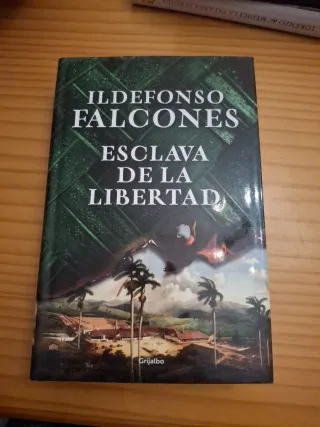 ILDEFONSO
FALCONES
ESCLAVA
DE LA
LIBERTAD
Grijalbo